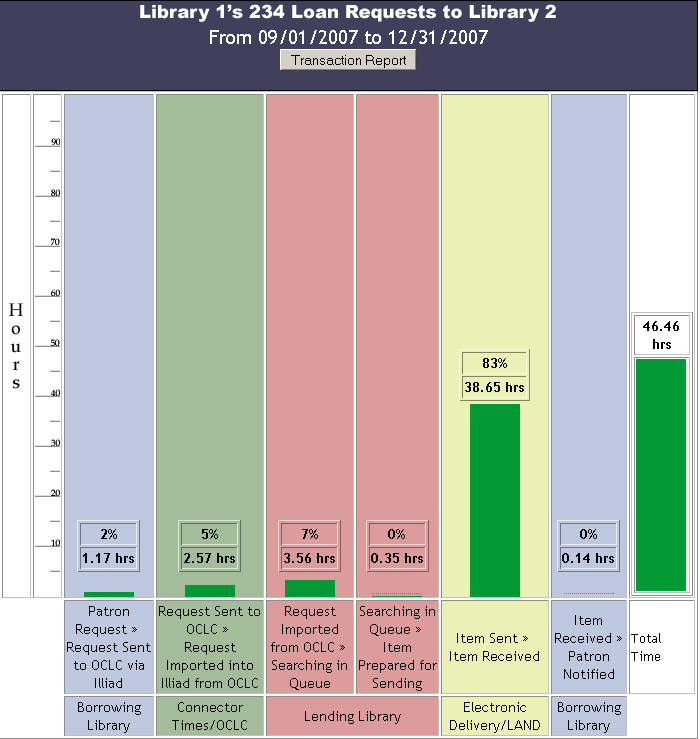 Library 1's 234 Loan Requests to Library 2
From 09/01/2007 to 12/31/2007
Transaction Report
Hours
90
80
70
60
50
40
30
20
10
2%
1.17 hrs
5%
2.57 hrs
7%
3.56 hrs
0%
0.35 hrs
83%
38.65 hrs
0%
0.14 hrs
46.46
hrs
Patron
Request »
Request Sent
to OCLC via
Illiad
Request Sent to
OCLC »
Request
Imported into
Illiad from OCLC
Request
Imported
from OCLC »
Searching in
Queue
Searching in
Queue »
Item
Prepared for
Sending
Item Sent »
Item Received
Item
Received »
Patron
Notified
Total
Time
Borrowing
Library
Connector
Times/OCLC
Lending Library
Electronic
Delivery/LAND
Borrowing
Library